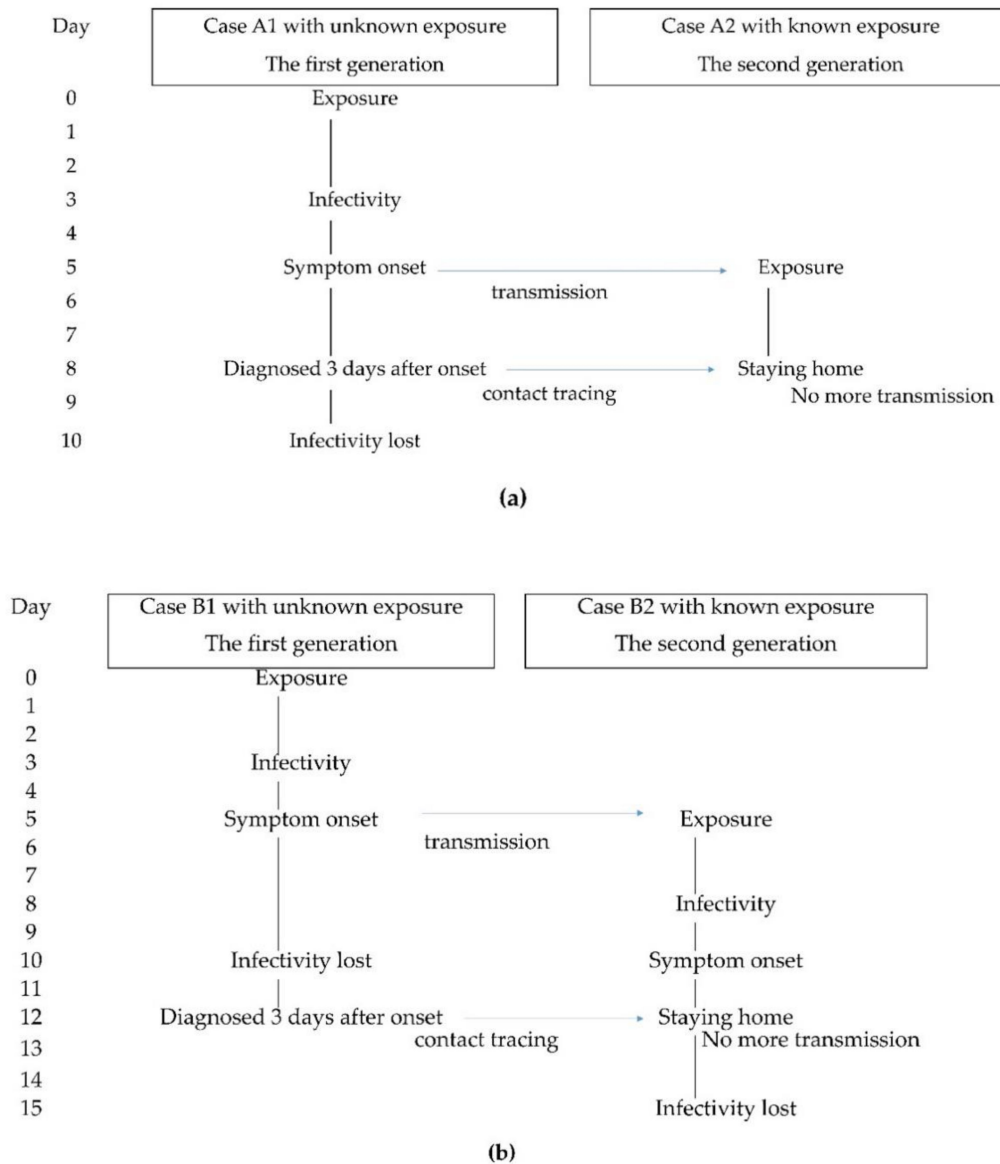 Day
Case A1 with unknown exposure
The first generation
Case A2 with known exposure
The second generation
0
Exposure
1
2
3
Infectivity
4
5
Symptom onset
Exposure
transmission
6
7
8
Diagnosed 3 days after onset
Staying home
contact tracing
No more transmission
9
10
Infectivity lost
(a)
Day
Case B1 with unknown exposure
The first generation
Case B2 with known exposure
The second generation
0
Exposure
1
2
3
Infectivity
4
5
Symptom onset
Exposure
transmission
6
7
8
Infectivity
9
10
Infectivity lost
Symptom onset
11
12
Diagnosed 3 days after onset
Staying home
contact tracing
No more transmission
13
14
15
Infectivity lost
(b)